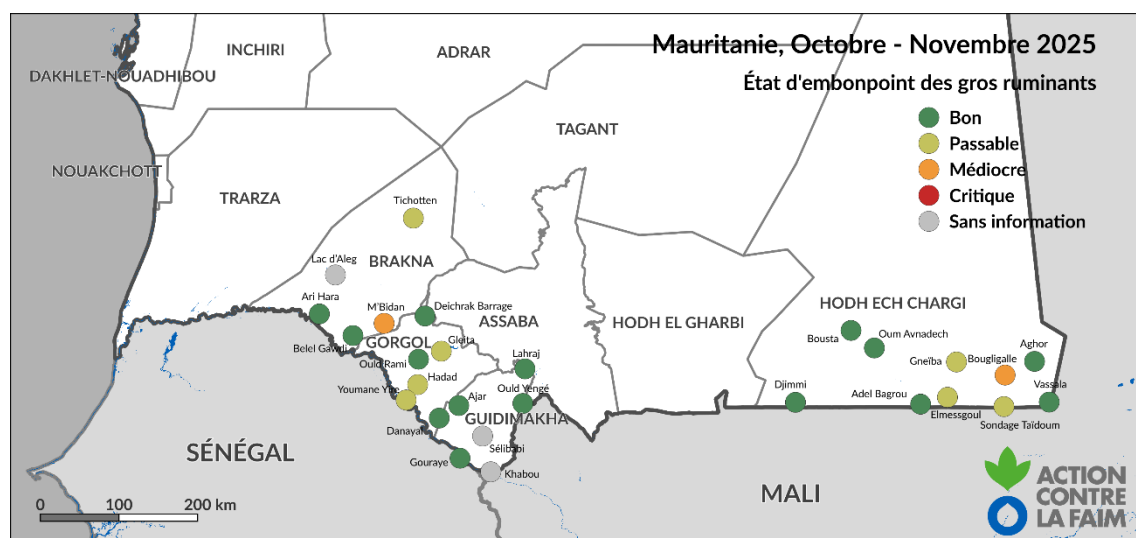 Mauritanie, Octobre - Novembre 2025
État d'embonpoint des gros ruminants
Bon
Passable
Médiocre
Critique
Sans information
INCHIRI
ADRAR
DAKHLET-NOUADHIBOU
TAGANT
NOUAKCHOTT
TRARZA
Tichotten
Lac d'Aleg
BRAKNA
Ari Hara
M'Bidan
Deichrak Barrage
ASSABA
HODH EL GHARBI
HODH ECH CHARGI
Belel Gawdi
GORGOL
Gleita
Ould Rami
Lahraj
Hadad
Youmane Yire
Ajar
Ould Yengé
GUIDIMAKHA
Danayal
Sélibabi
Gouraye
Khabou
Bousta
Oum Avnadech
Gneïba
Bougligalle
Aghor
Djimmi
Adel Bagrou
Elmessgoul
Vassala
Sondage Taïdoum
SÉNÉGAL
MALI
0 100 200 km
ACTION
CONTRE
LA FAIM